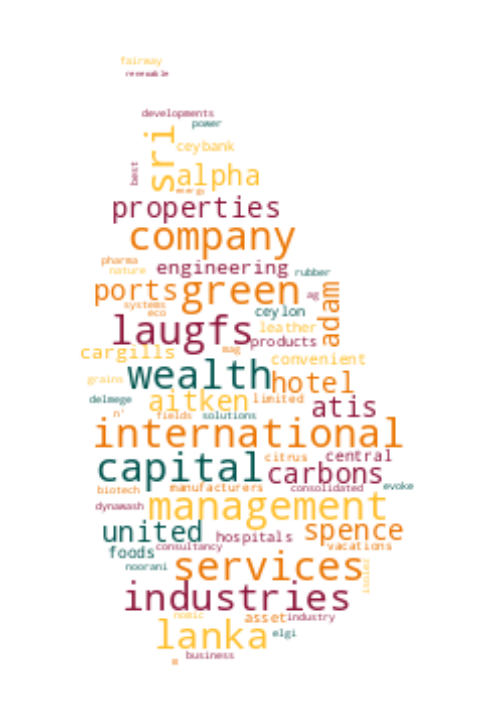 fairway
renewable
developments
power
sri
ceybank
best
alpha
energy
properties
company
pharma
engineering
nature
rubber
ports
green
adam
ag
systems
eco
ceylon
laugfs
leather
products
cargills
mag
convenient
wealth
hotel
grains
delmege
aitken
limited
atis
n'
fields
solutions
international
citrus
central
capital
carbons
biotech
manufacturers
consolidated
evoke
dynawash
management
united
hospitals
spence
foods
consultancy
vacations
noorani
services
industries
nomic
asset
industry
lanka
elgi
business